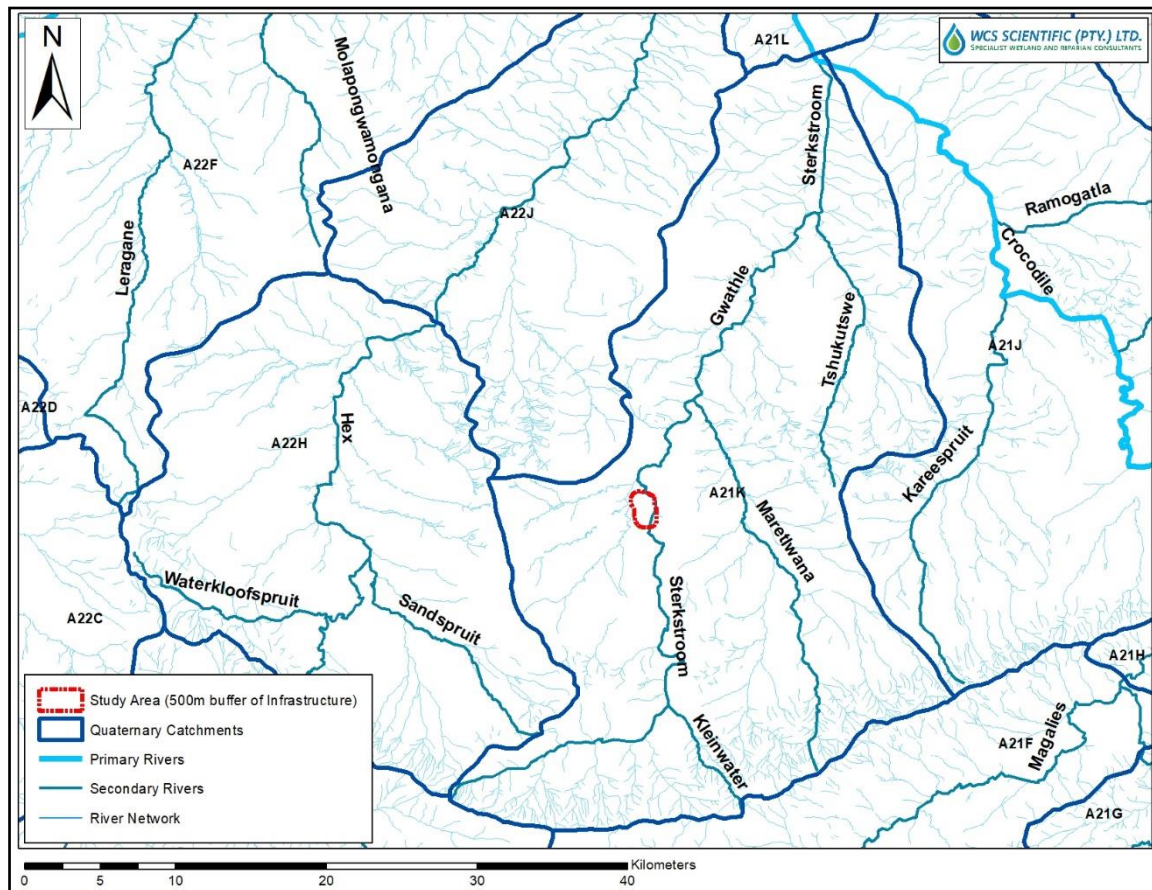 N
WCS SCIENTIFIC (PTY.) LTD.
SPECIALIST WETLAND AND RIPARIAN CONSULTANTS
A21L
Molapongwamongana
Sterkstroom
A22F
Ramogatla
A22J
Leragane
Crocodile
Gwathle
Tshukutswe
A21J
A22D
Hex
A22H
Kareespruit
A21K
Maretlwana
Waterkloofspruit
Sandspruit
A22C
Sterkstroom
A21H
Kleinwater
Magalies
A21F
A21G
Study Area (500m buffer of Infrastructure)
Quaternary Catchments
Primary Rivers
Secondary Rivers
River Network
Kilometers
0 5 10 20 30 40